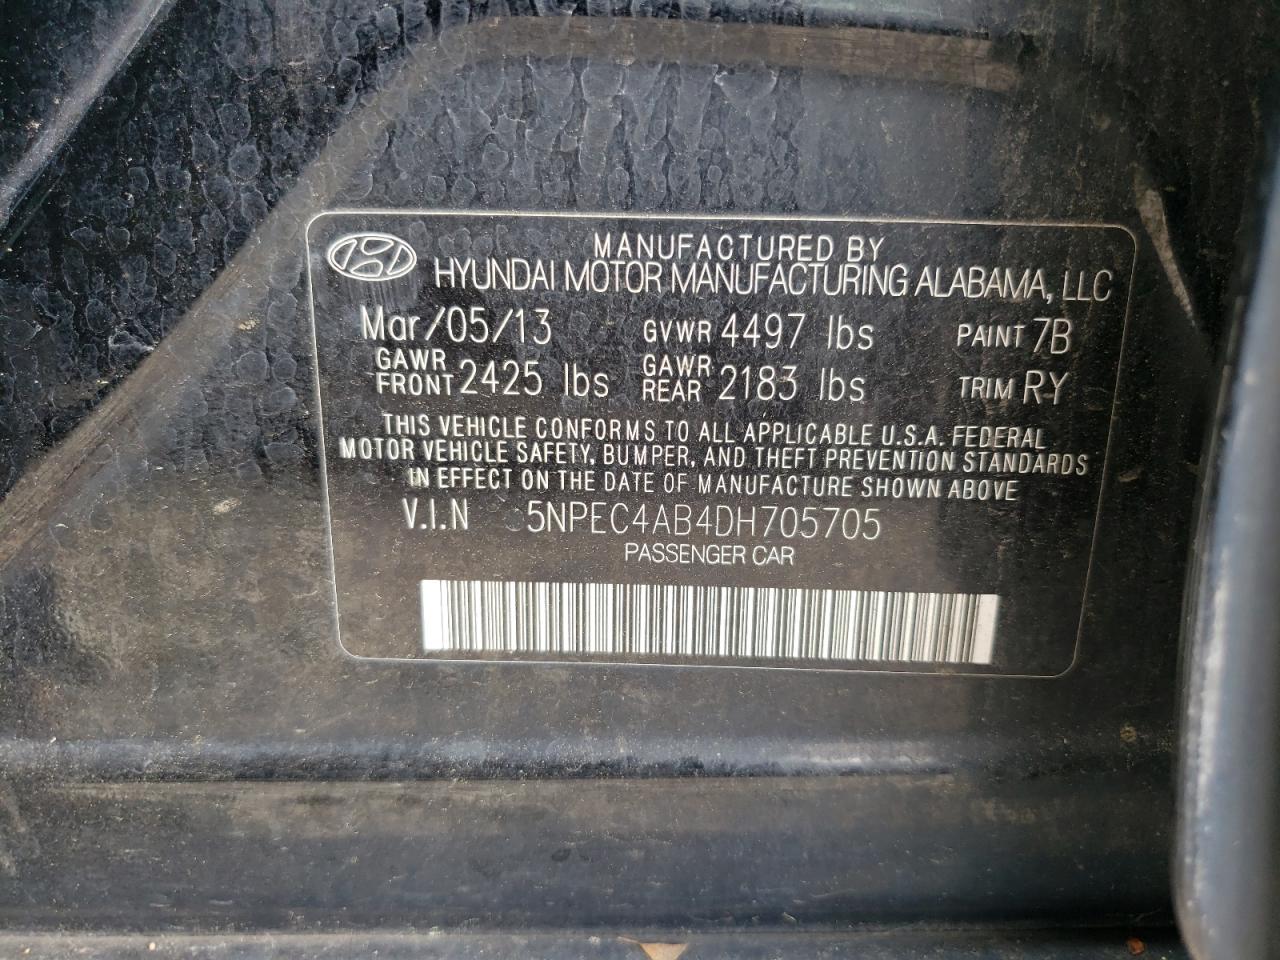 MANUFACTURED BY
HYUNDAI MOTOR MANUFACTURING ALABAMA, LLC
Mar/05/13 GVWR 4497 lbs PAINT 7B
GAWR FRONT 2425 lbs GAWR REAR 2183 lbs TRIM RY
THIS VEHICLE CONFORMS TO ALL APPLICABLE U.S.A. FEDERAL
MOTOR VEHICLE SAFETY, BUMPER, AND THEFT PREVENTION STANDARDS
IN EFFECT ON THE DATE OF MANUFACTURE SHOWN ABOVE
V.I.N 5NPEC4AB4DH705705
PASSENGER CAR